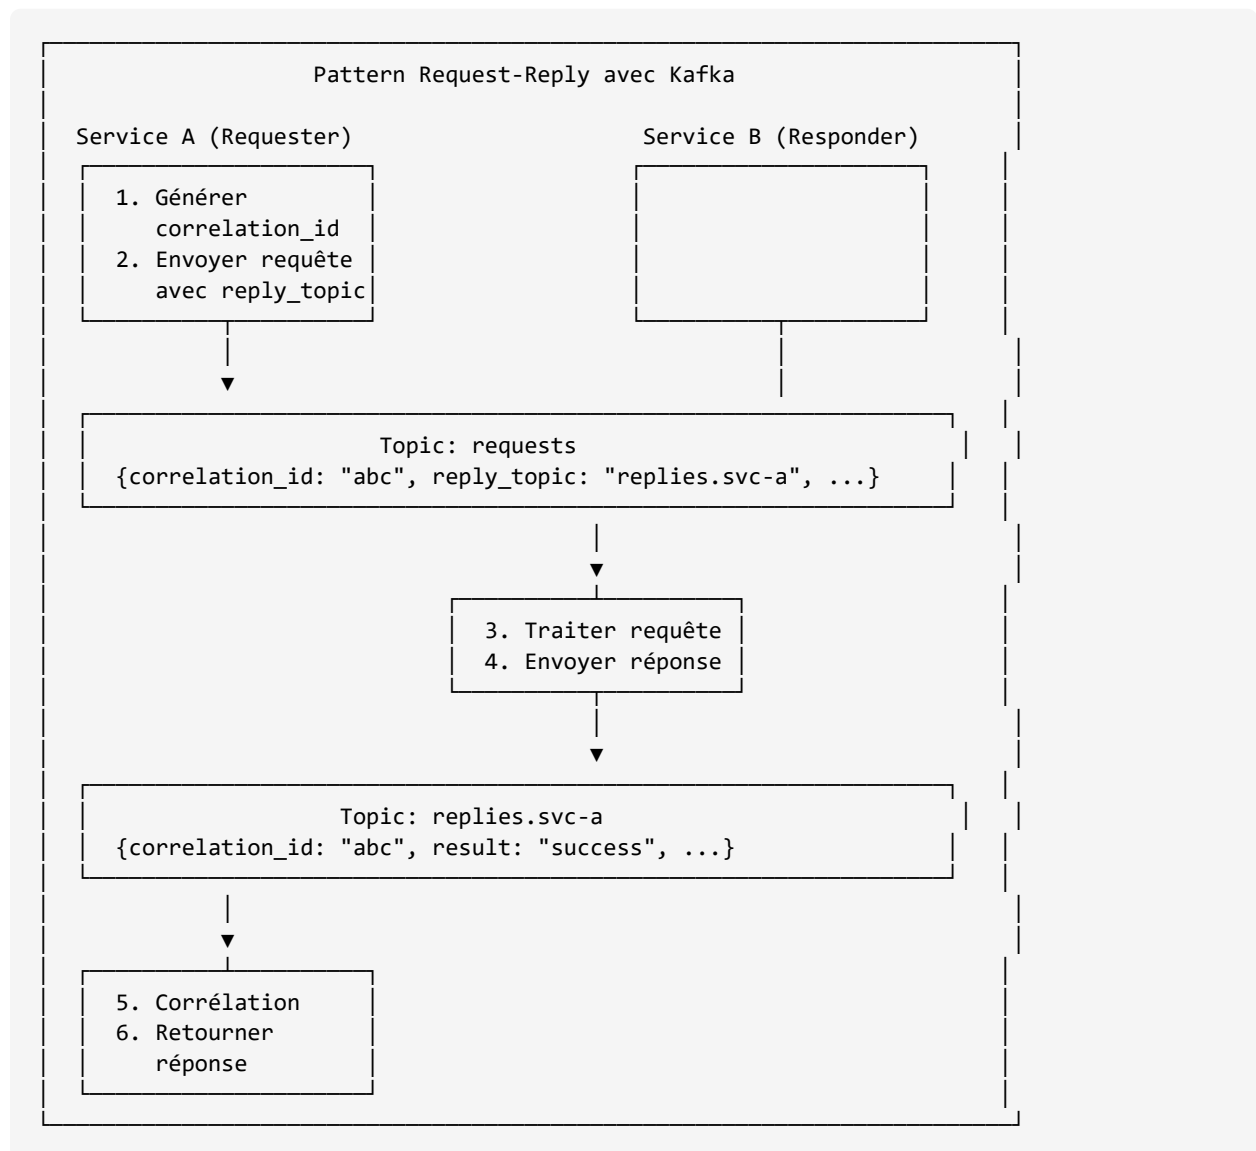 Pattern Request-Reply avec Kafka
Service A (Requester) Service B (Responder)
1. Générer
correlation_id
2. Envoyer requête
avec reply_topic
Topic: requests
{correlation_id: "abc", reply_topic: "replies.svc-a", ...}
3. Traiter requête
4. Envoyer réponse
Topic: replies.svc-a
{correlation_id: "abc", result: "success", ...}
5. Corrélation
6. Retourner
réponse